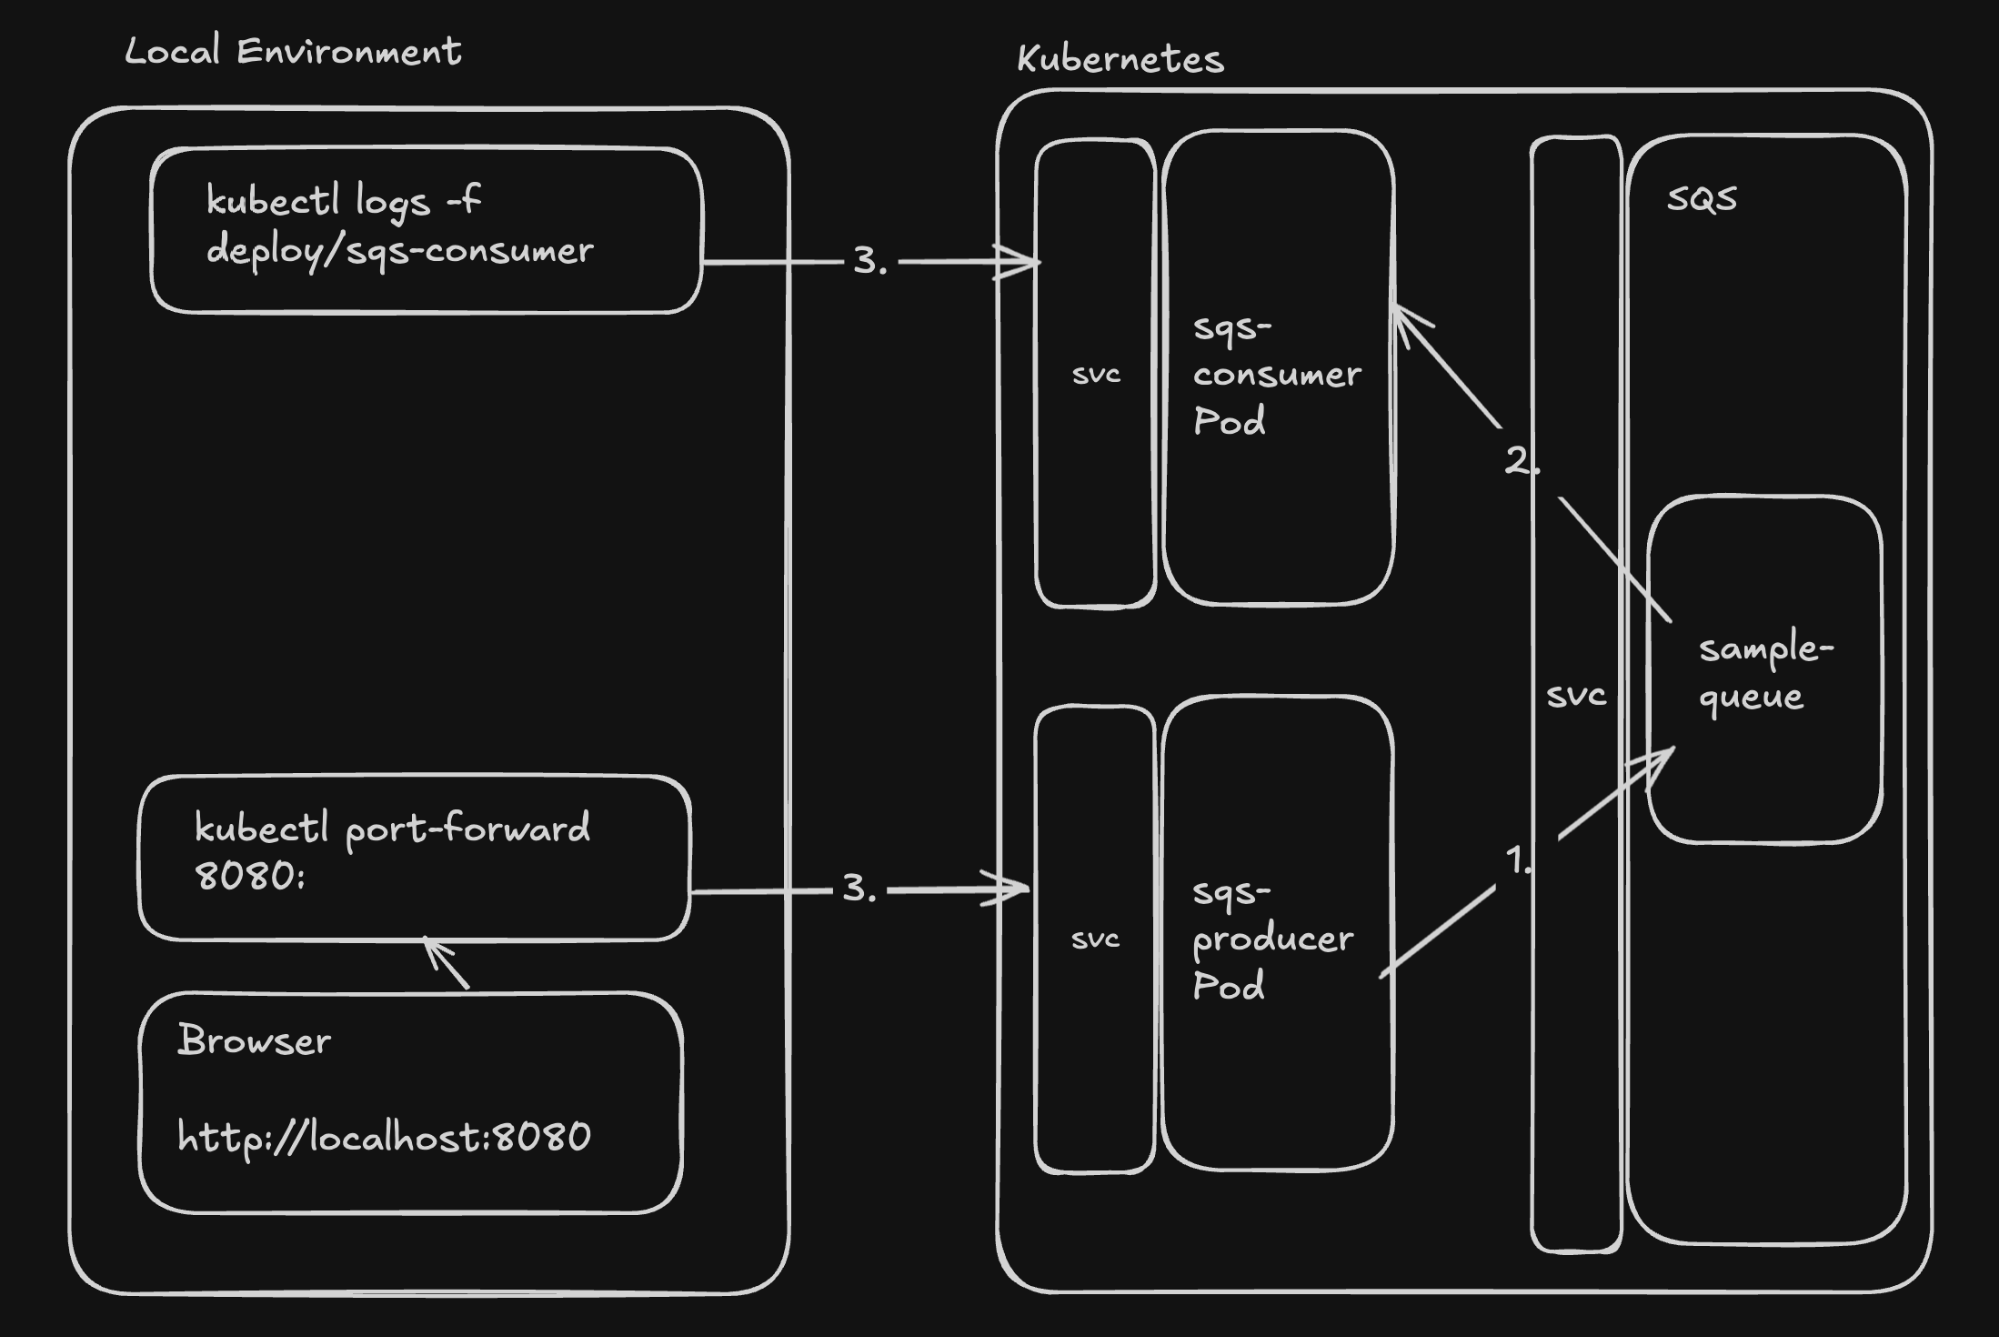 Local Environment
Kubernetes
kubectl logs -f
deploy/sqs-consumer
3.
svc
sqs-
consumer
Pod
2.
SQS
sample-
queue
svc
kubectl port-forward
8080:
3.
svc
sqs-
producer
Pod
1.
Browser
http://localhost:8080